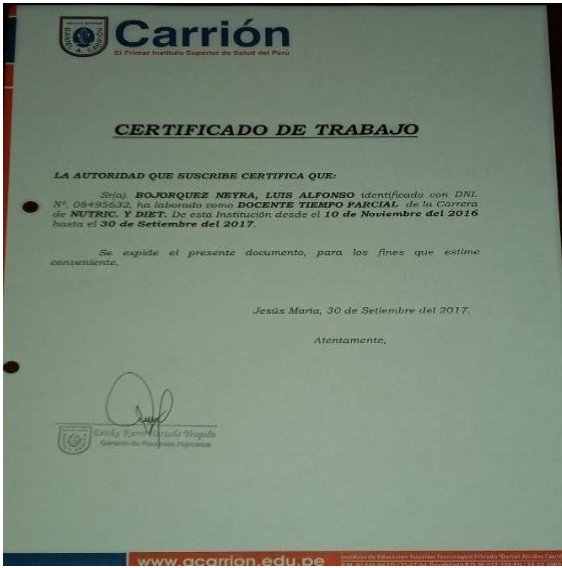 Carrión
El Primer Instituto Superior de Salud del Perú
CERTIFICADO DE TRABAJO
LA AUTORIDAD QUE SUSCRIBE CERTIFICA QUE:
Sr(a). BOJORQUEZ NEYRA, LUIS ALFONSO identificado con DNI.
Nº. 08495632, ha laborado como DOCENTE TIEMPO PARCIAL de la Carrera
de NUTRIC. Y DIET. De esta Institución desde el 10 de Noviembre del 2016
hasta el 30 de Setiembre del 2017.
Se expide el presente documento, para los fines que estime
conveniente.
Jesús María, 30 de Setiembre del 2017.
Atentamente,
Gerente de Recursos Humanos
www.acarrion.edu.pe